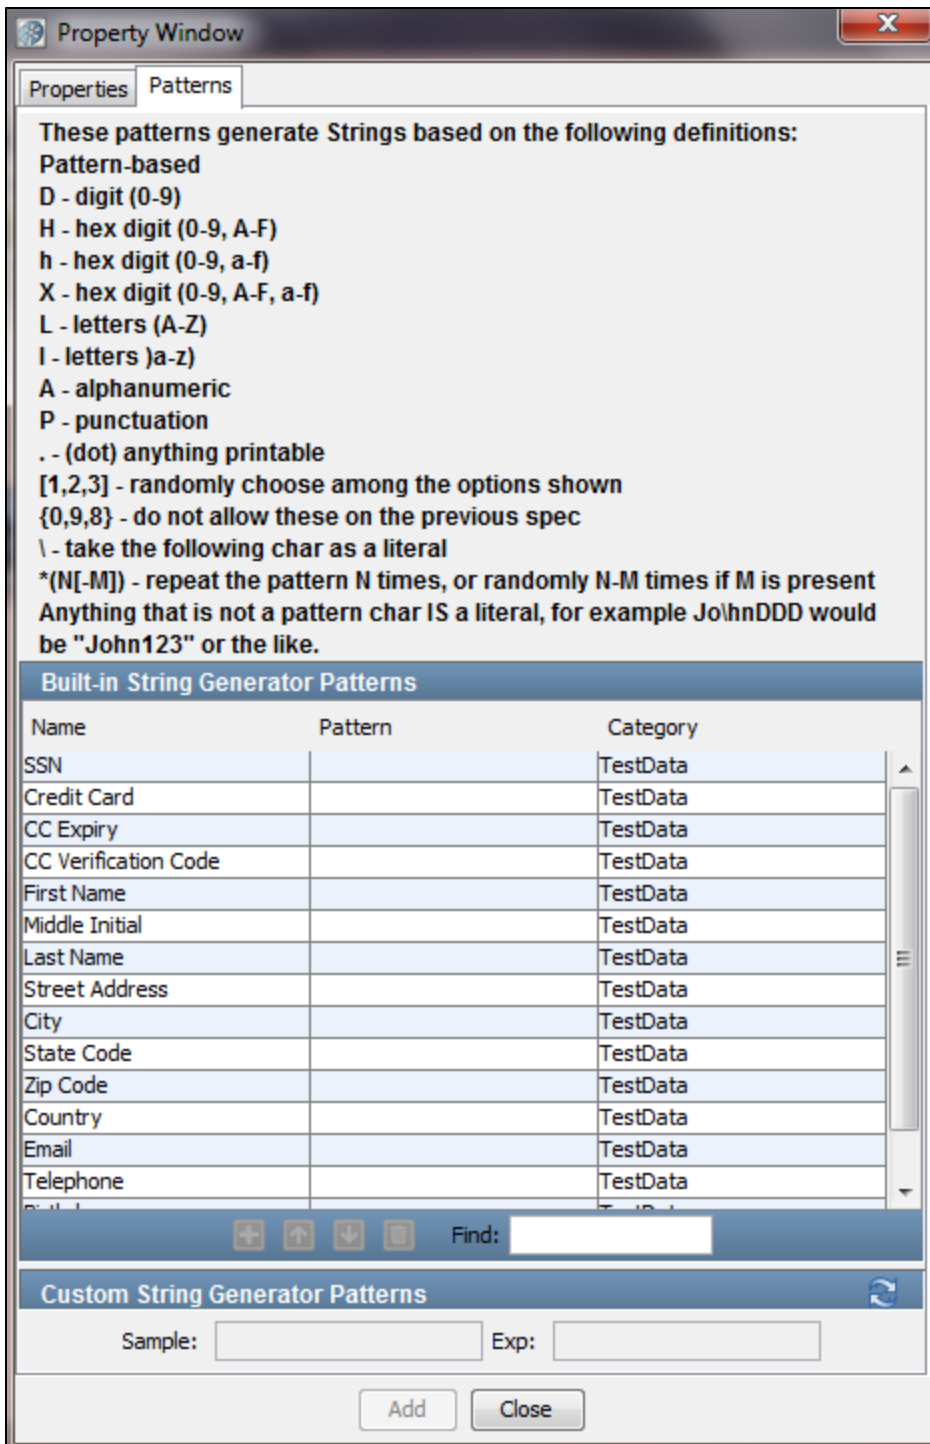 Property Window
Properties Patterns
These patterns generate Strings based on the following definitions:
Pattern-based
D - digit (0-9)
H - hex digit (0-9, A-F)
h - hex digit (0-9, a-f)
X - hex digit (0-9, A-F, a-f)
L - letters (A-Z)
l - letters )a-z)
A - alphanumeric
P - punctuation
. - (dot) anything printable
[1,2,3] - randomly choose among the options shown
{0,9,8} - do not allow these on the previous spec
\ - take the following char as a literal
*(N[-M]) - repeat the pattern N times, or randomly N-M times if M is present
Anything that is not a pattern char IS a literal, for example Jo\hnDDD would
be "John123" or the like.
Built-in String Generator Patterns
Name Pattern Category
SSN TestData
Credit Card TestData
CC Expiry TestData
CC Verification Code TestData
First Name TestData
Middle Initial TestData
Last Name TestData
Street Address TestData
City TestData
State Code TestData
Zip Code TestData
Country TestData
Email TestData
Telephone TestData
Find:
Custom String Generator Patterns
Sample: Exp:
Add Close